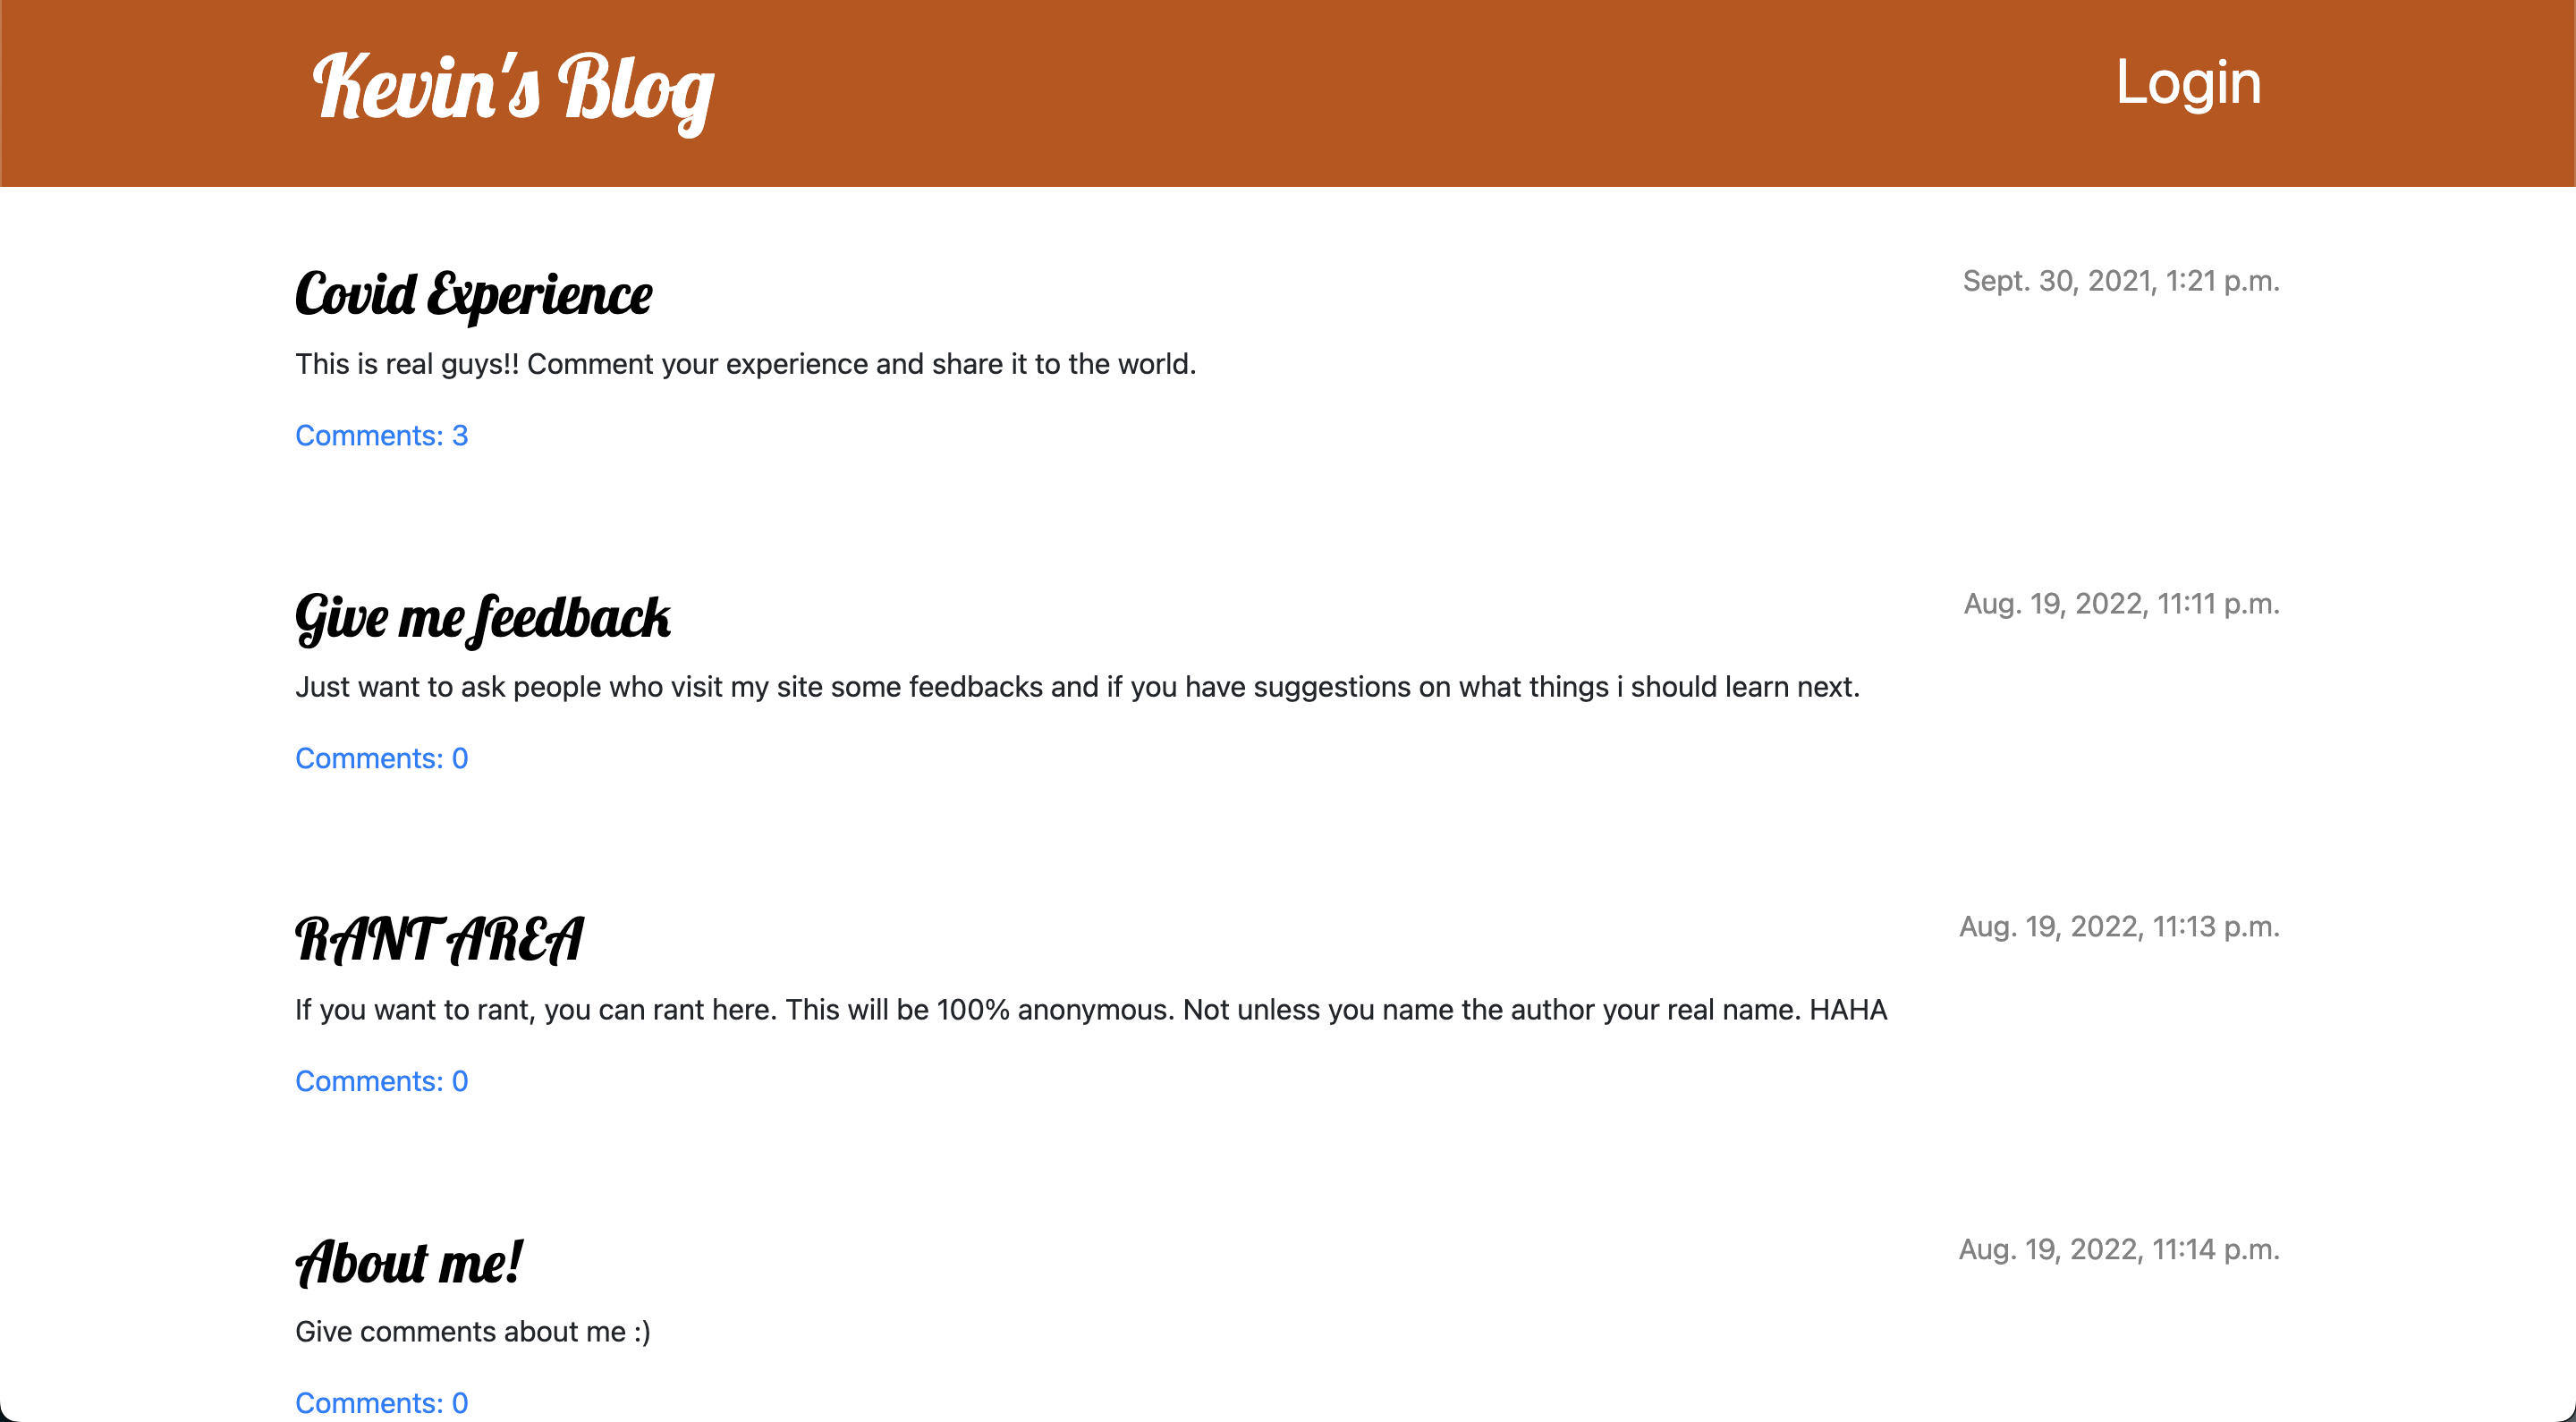 Kevin's Blog
Login
Covid Experience
Sept. 30, 2021, 1:21 p.m.
This is real guys!! Comment your experience and share it to the world.
Comments: 3
Give me feedback
Aug. 19, 2022, 11:11 p.m.
Just want to ask people who visit my site some feedbacks and if you have suggestions on what things i should learn next.
Comments: 0
RANT AREA
Aug. 19, 2022, 11:13 p.m.
If you want to rant, you can rant here. This will be 100% anonymous. Not unless you name the author your real name. HAHA
Comments: 0
About me!
Aug. 19, 2022, 11:14 p.m.
Give comments about me :)
Comments: 0